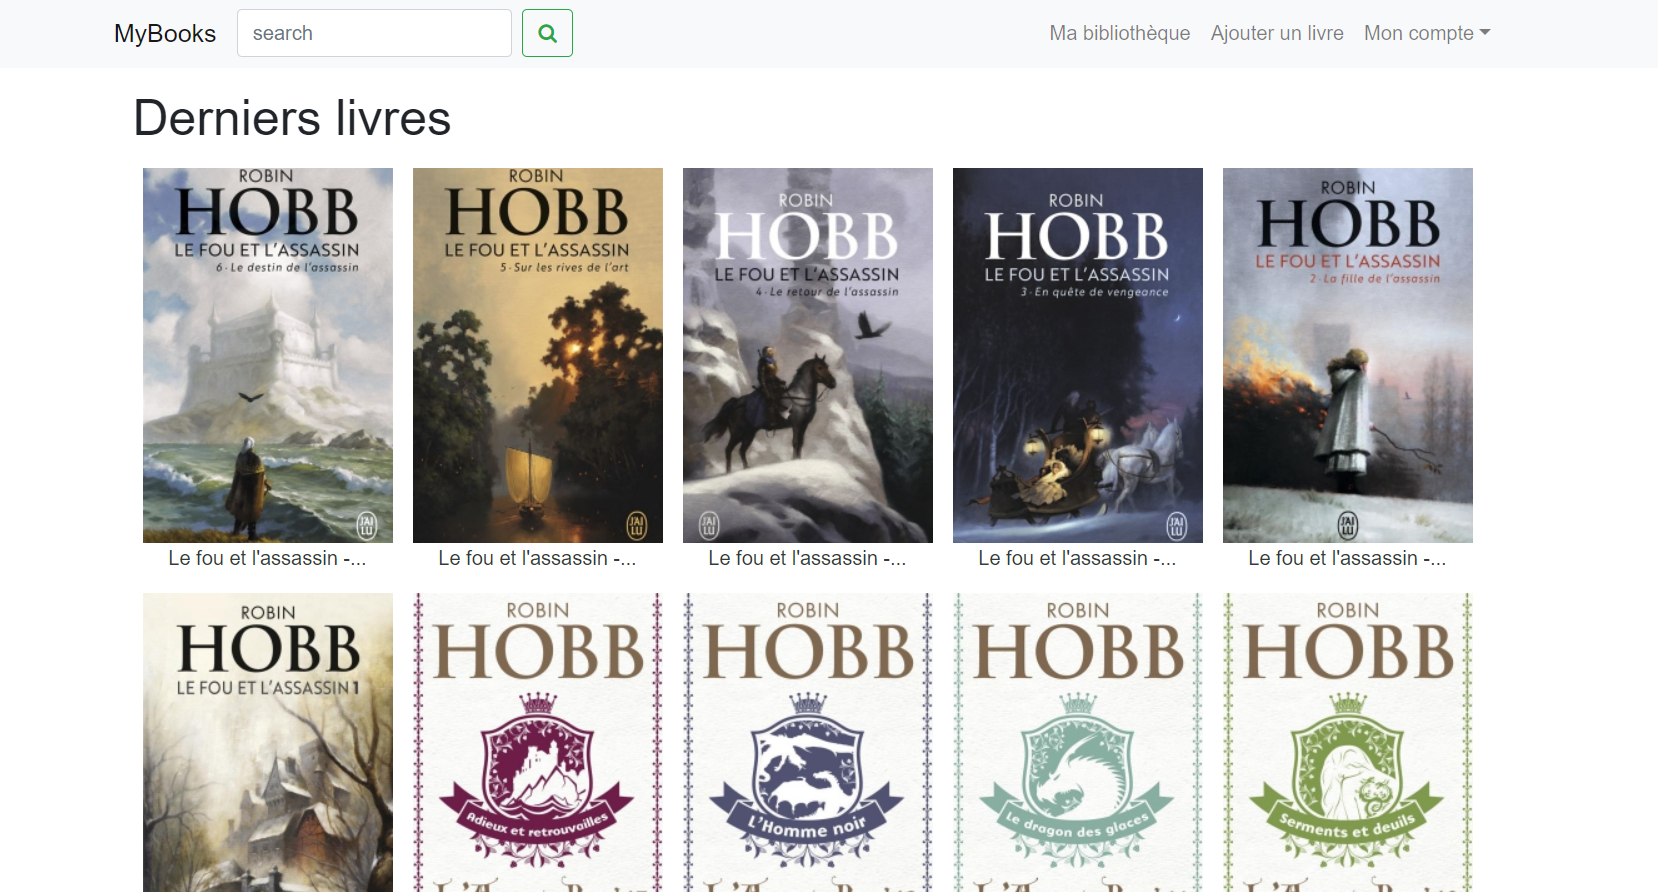 MyBooks
search
Ma bibliothèque
Ajouter un livre
Mon compte
Derniers livres
ROBIN
HOBB
LE FOU ET L'ASSASSIN
6 · Le destin de l'assassin
J'AI
LU
Le fou et l'assassin -...
ROBIN
HOBB
LE FOU ET L'ASSASSIN
5 · Sur les rives de l'art
J'AI
LU
Le fou et l'assassin -...
ROBIN
HOBB
LE FOU ET L'ASSASSIN
4 · Le retour de l'assassin
J'AI
LU
Le fou et l'assassin -...
ROBIN
HOBB
LE FOU ET L'ASSASSIN
3 · En quête de vengeance
J'AI
LU
Le fou et l'assassin -...
ROBIN
HOBB
LE FOU ET L'ASSASSIN
2 · La fille de l'assassin
J'AI
LU
Le fou et l'assassin -...
ROBIN
HOBB
LE FOU ET L'ASSASSIN 1
ROBIN
HOBB
Adieux et retrouvailles
ROBIN
HOBB
L'Homme noir
ROBIN
HOBB
Le dragon des glaces
ROBIN
HOBB
Serments et deuils